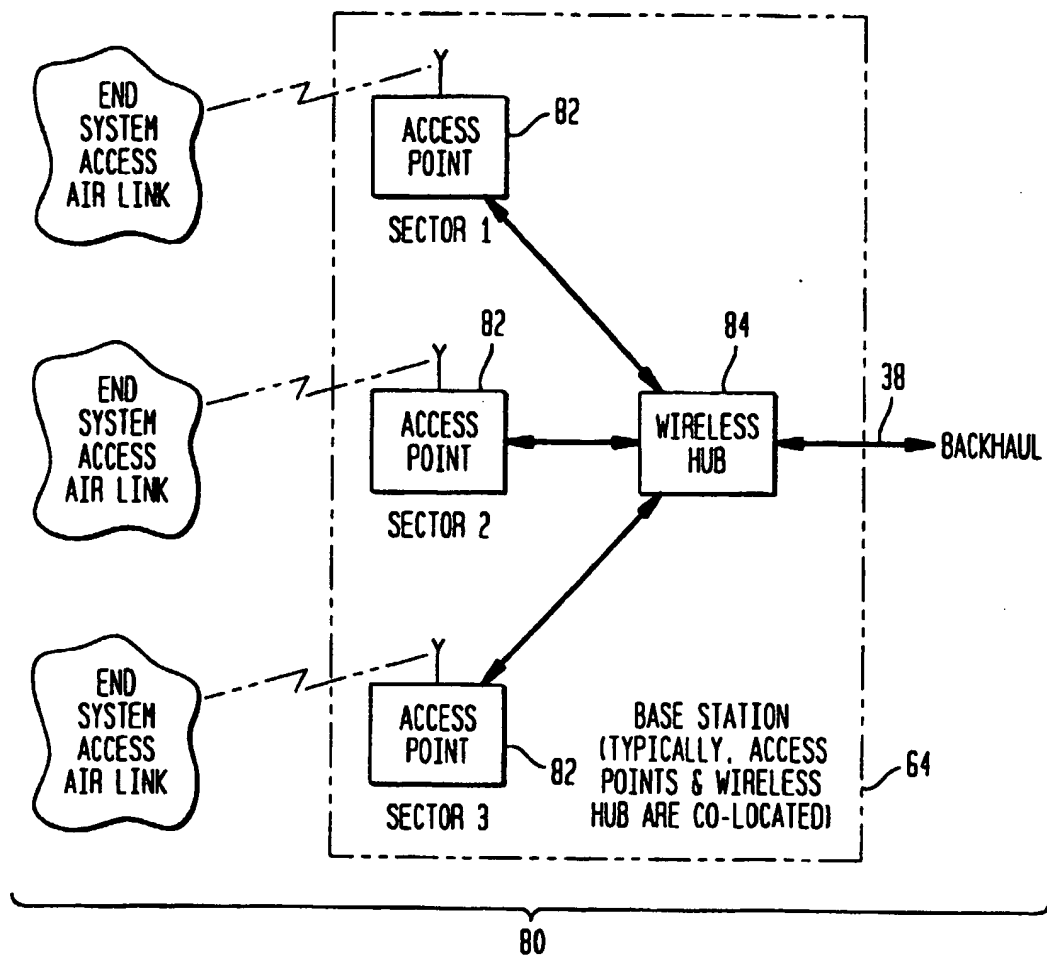 END
SYSTEM
ACCESS
AIR LINK
ACCESS
POINT
82
SECTOR 1
END
SYSTEM
ACCESS
AIR LINK
ACCESS
POINT
82
SECTOR 2
WIRELESS
HUB
84
38
BACKHAUL
END
SYSTEM
ACCESS
AIR LINK
ACCESS
POINT
82
SECTOR 3
BASE STATION
(TYPICALLY, ACCESS
POINTS & WIRELESS
HUB ARE CO-LOCATED)
64
80